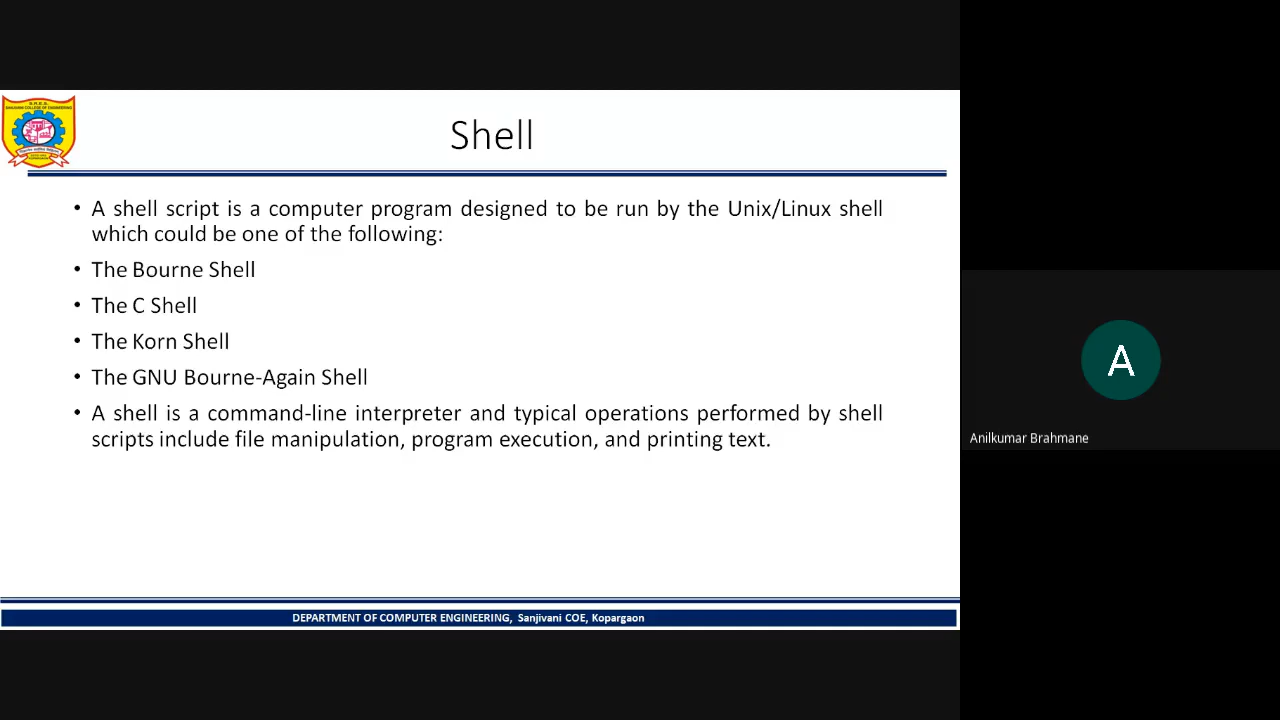 Shell
• A shell script is a computer program designed to be run by the Unix/Linux shell
which could be one of the following:
• The Bourne Shell
• The C Shell
• The Korn Shell
• The GNU Bourne-Again Shell
• A shell is a command-line interpreter and typical operations performed by shell
scripts include file manipulation, program execution, and printing text.
DEPARTMENT OF COMPUTER ENGINEERING, Sanjivani COE, Kopargaon
A
Anilkumar Brahmane